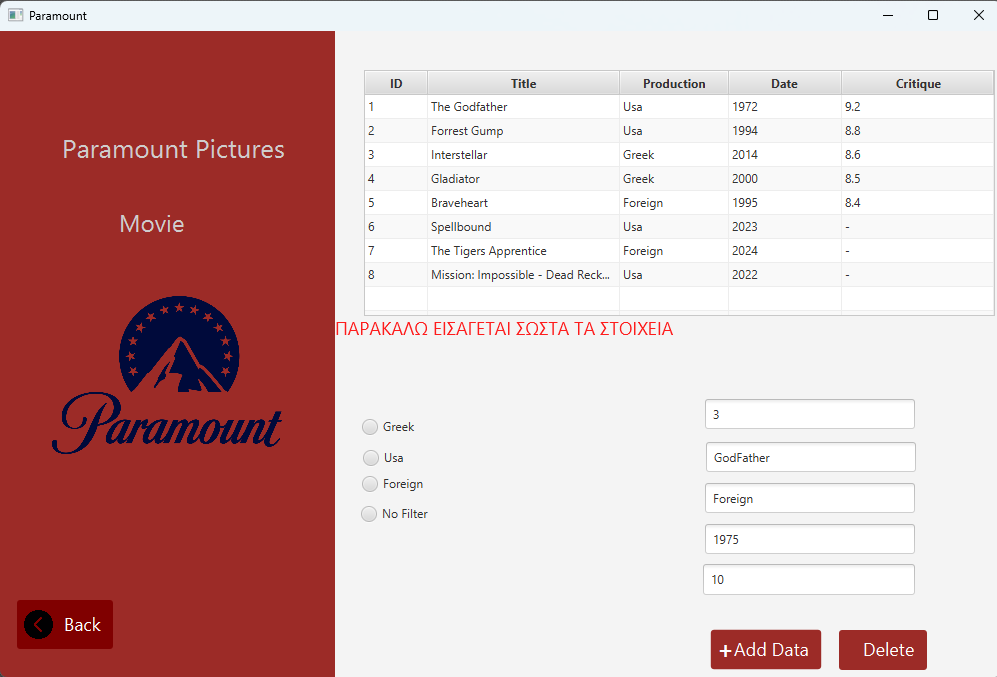 Paramount
Paramount Pictures
Movie
Paramount
Back
ID Title Production Date Critique
1 The Godfather Usa 1972 9.2
2 Forrest Gump Usa 1994 8.8
3 Interstellar Greek 2014 8.6
4 Gladiator Greek 2000 8.5
5 Braveheart Foreign 1995 8.4
6 Spellbound Usa 2023 -
7 The Tigers Apprentice Foreign 2024 -
8 Mission: Impossible - Dead Reck... Usa 2022 -
ΠΑΡΑΚΑΛΩ ΕΙΣΑΓΕΤΑΙ ΣΩΣΤΑ ΤΑ ΣΤΟΙΧΕΙΑ
Greek
Usa
Foreign
No Filter
3
GodFather
Foreign
1975
10
+Add Data
Delete